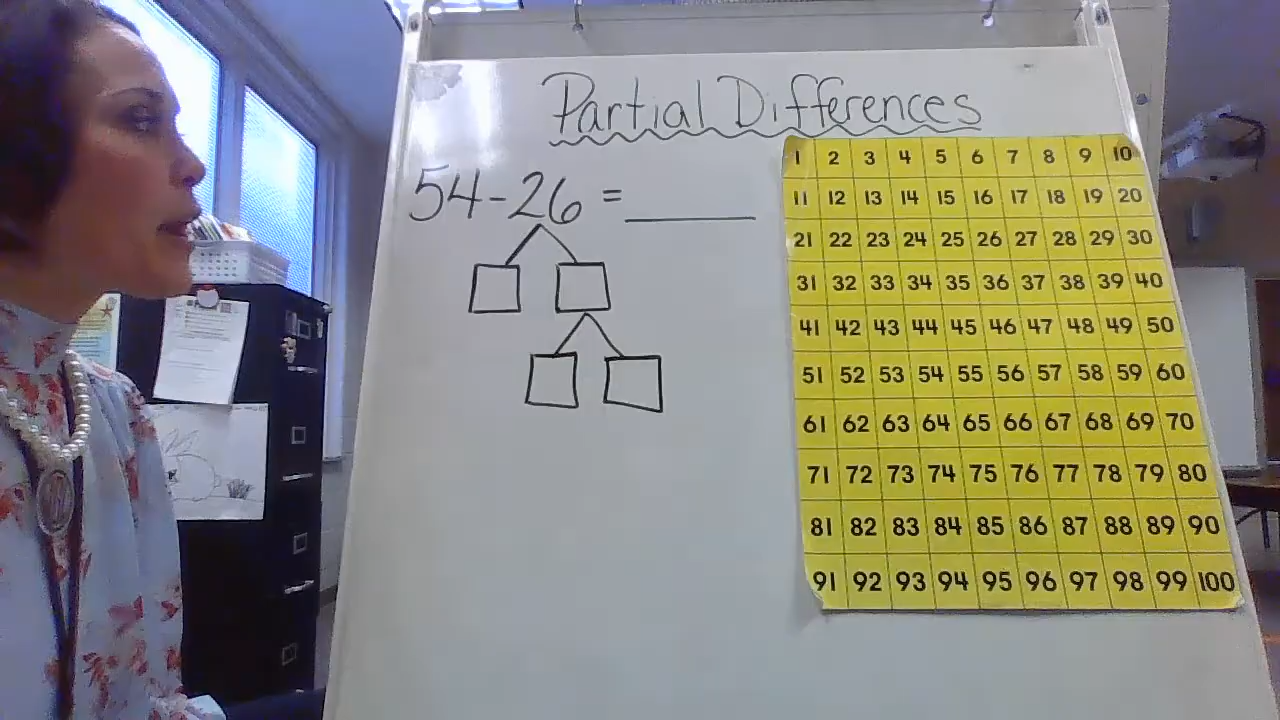 Partial Differences
54-26 = ______
1 2 3 4 5 6 7 8 9 10
11 12 13 14 15 16 17 18 19 20
21 22 23 24 25 26 27 28 29 30
31 32 33 34 35 36 37 38 39 40
41 42 43 44 45 46 47 48 49 50
51 52 53 54 55 56 57 58 59 60
61 62 63 64 65 66 67 68 69 70
71 72 73 74 75 76 77 78 79 80
81 82 83 84 85 86 87 88 89 90
91 92 93 94 95 96 97 98 99 100